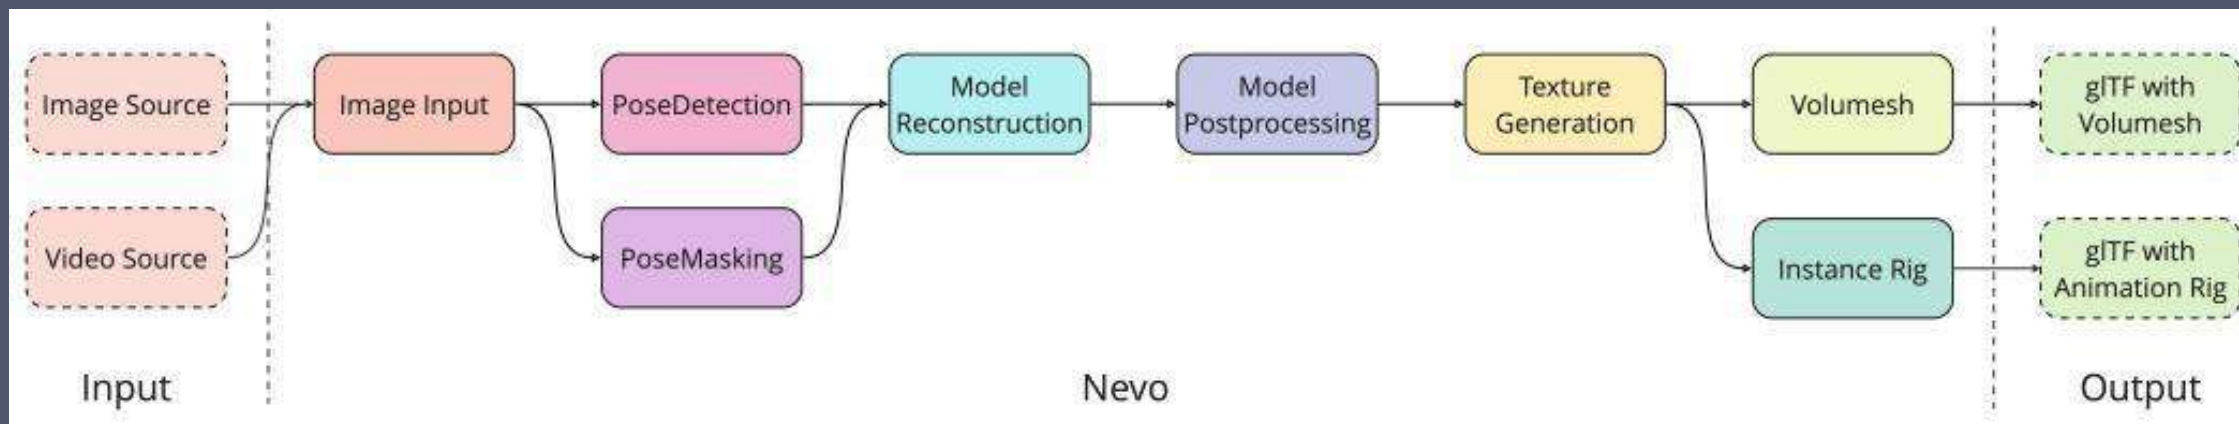 Image Source
Image Input
PoseDetection
Model
Reconstruction
Model
Postprocessing
Texture
Generation
Volumesh
glTF with
Volumesh
Video Source
PoseMasking
Instance Rig
glTF with
Animation Rig
Input
Nevo
Output